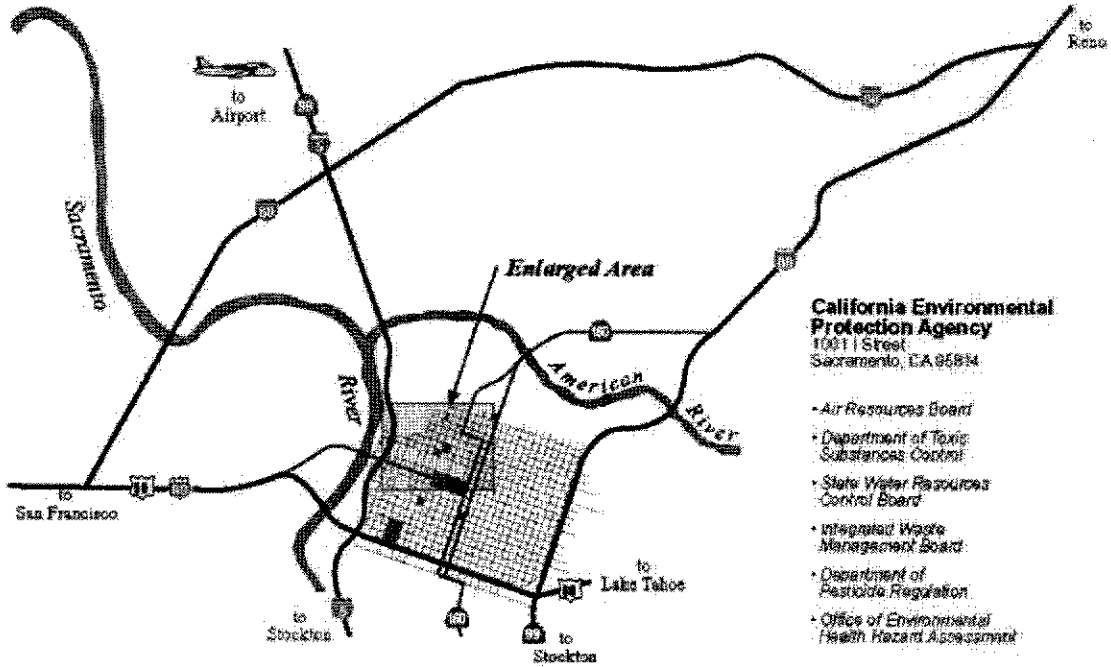 to
Reno
to
Airport
Sacramento
Enlarged Area
American
River
River
to
San Francisco
to
Lake Tahoe
to
Stockton
to
Stockton
160
99
California Environmental
Protection Agency
1001 I Street
Sacramento, CA 95814
• Air Resources Board
• Department of Toxic
Substances Control
• State Water Resources
Control Board
• Integrated Waste
Management Board
• Department of
Pesticide Regulation
• Office of Environmental
Health Hazard Assessment